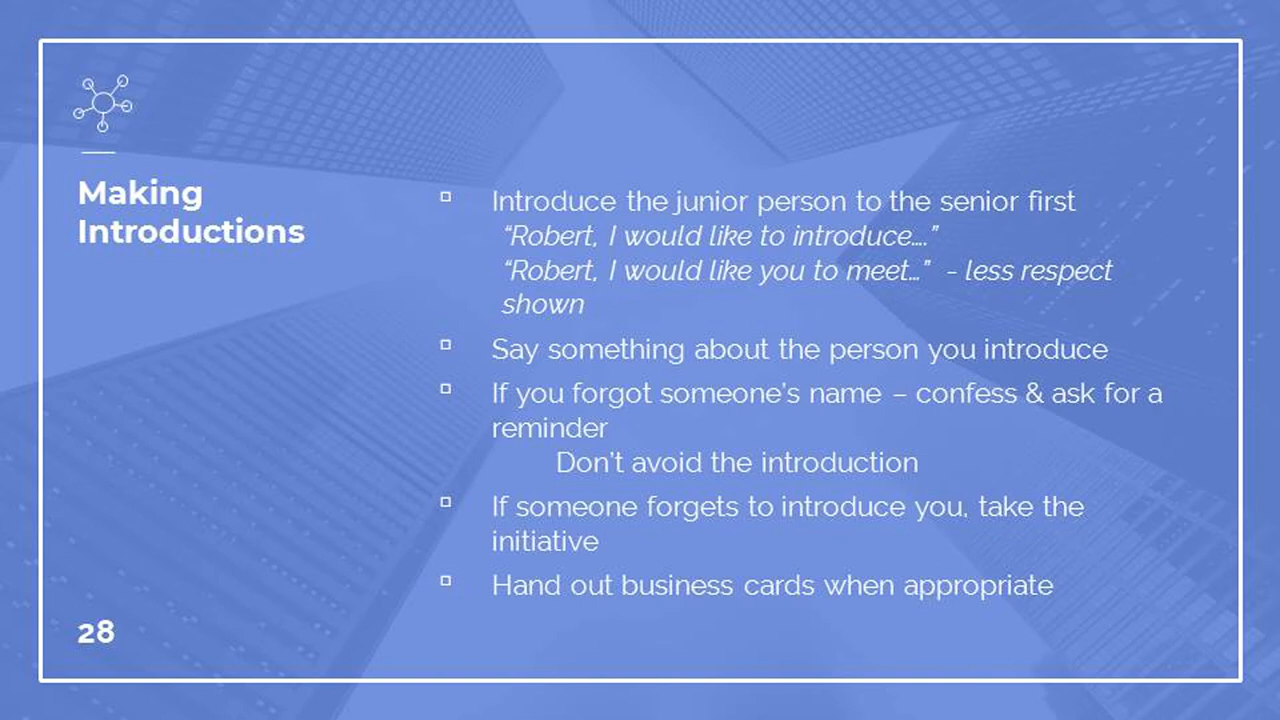 Making
Introductions
Introduce the junior person to the senior first
“Robert, I would like to introduce….”
“Robert, I would like you to meet…” - less respect
shown
Say something about the person you introduce
If you forgot someone’s name – confess & ask for a
reminder
Don’t avoid the introduction
If someone forgets to introduce you, take the
initiative
Hand out business cards when appropriate
28